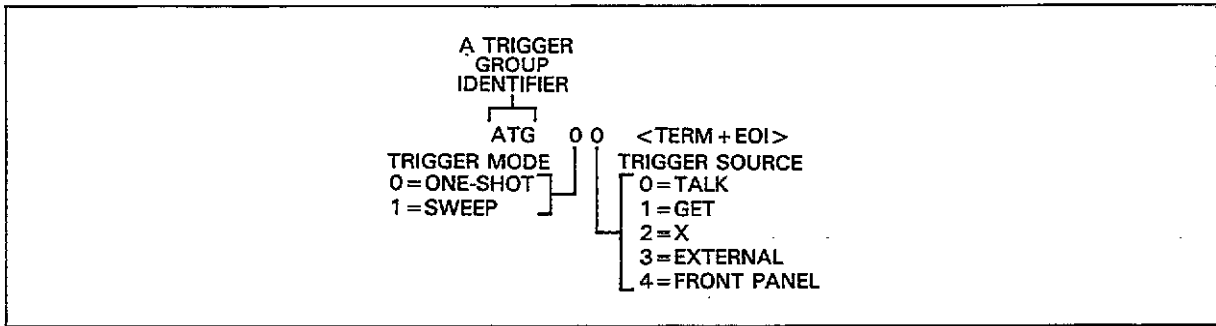 A TRIGGER
GROUP
IDENTIFIER
ATG 0 0 <TERM + EOI>
TRIGGER MODE
0=ONE-SHOT
1=SWEEP
TRIGGER SOURCE
0=TALK
1=GET
2=X
3=EXTERNAL
4=FRONT PANEL